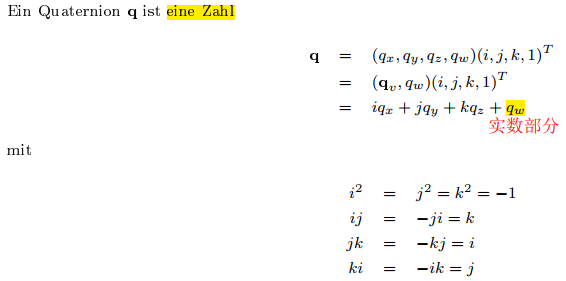 Ein Quaternion q ist eine Zahl
q = (q_x, q_y, q_z, q_w)(i, j, k, 1)^T
= (q_v, q_w)(i, j, k, 1)^T
= iq_x + jq_y + kq_z + q_w
实数部分
mit
i^2 = j^2 = k^2 = −1
ij = −ji = k
jk = −kj = i
ki = −ik = j